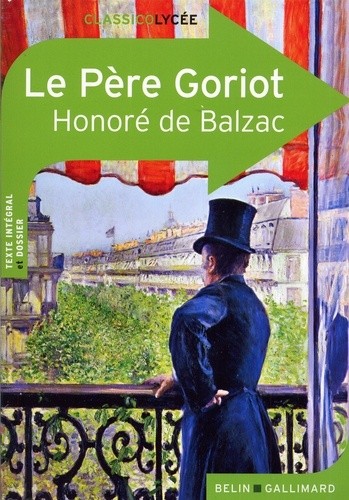 CLASSICOLYCÉE
Le Père Goriot
Honoré de Balzac
TEXTE INTÉGRAL
et DOSSIER
BELIN ■ GALLIMARD